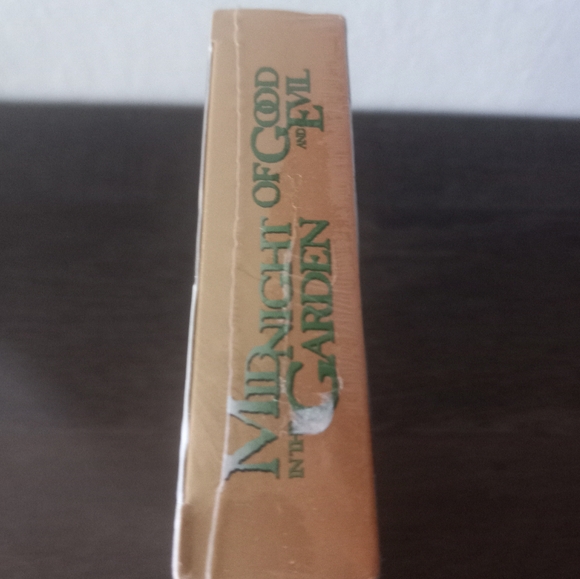 MIDNIGHT OF GOOD
IN THE GARDEN AND EVIL